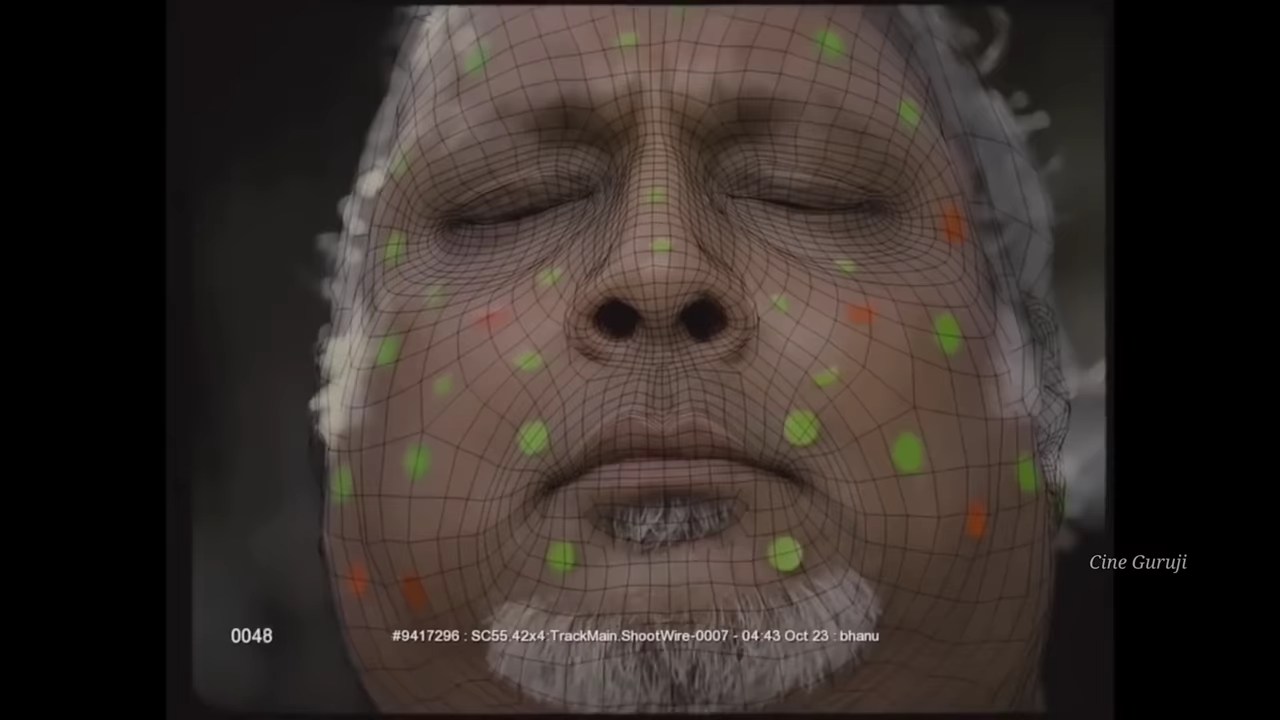 Cine Guruji
0048
#9417296 : SC55.42x4:TrackMain.ShootWire-0007 - 04:43 Oct 23 : bhanu